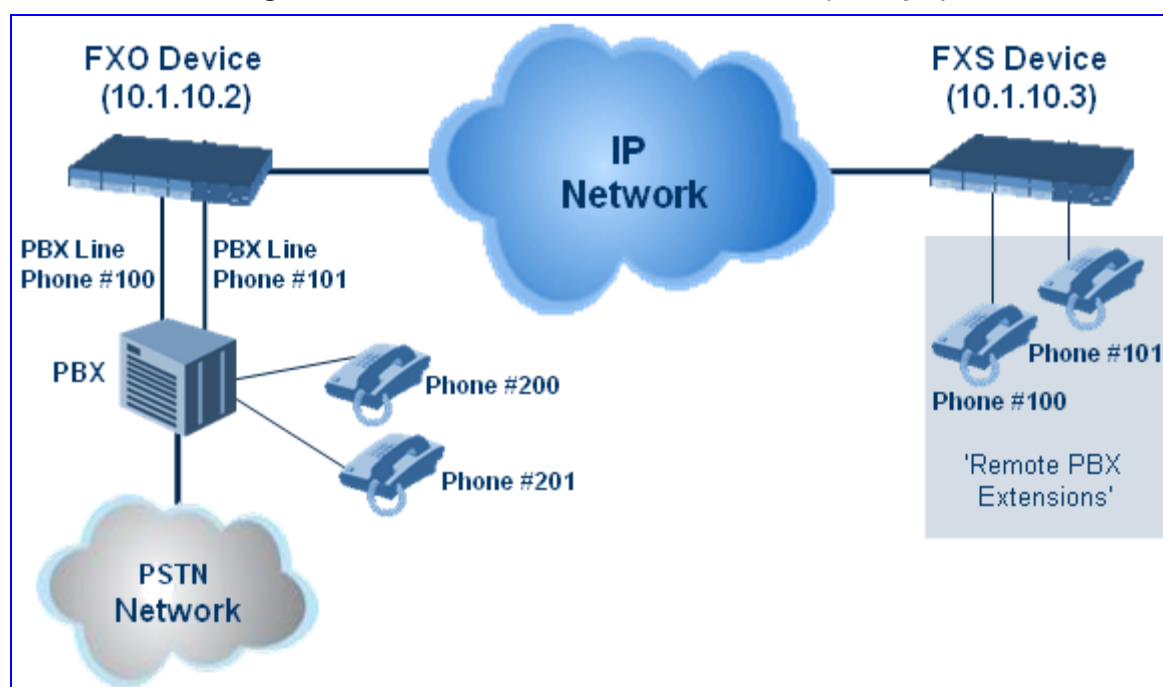 FXO Device
(10.1.10.2)
IP
Network
FXS Device
(10.1.10.3)
PBX Line
Phone #100
PBX Line
Phone #101
PBX
Phone #200
Phone #201
PSTN
Network
Phone #101
Phone #100
'Remote PBX
Extensions'